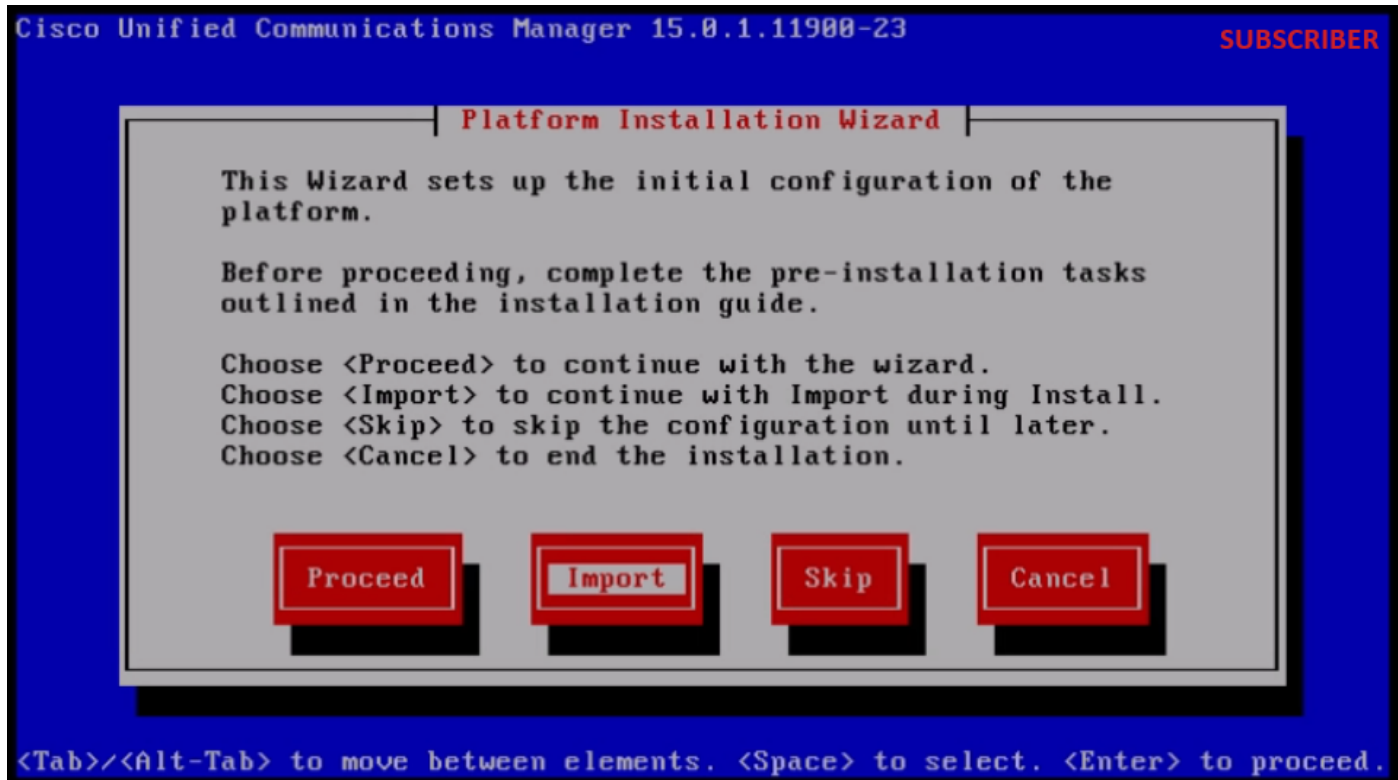 Cisco Unified Communications Manager 15.0.1.11900-23
SUBSCRIBER
Platform Installation Wizard
This Wizard sets up the initial configuration of the
platform.
Before proceeding, complete the pre-installation tasks
outlined in the installation guide.
Choose <Proceed> to continue with the wizard.
Choose <Import> to continue with Import during Install.
Choose <Skip> to skip the configuration until later.
Choose <Cancel> to end the installation.
Proceed Import Skip Cancel
<Tab>/<Alt-Tab> to move between elements. <Space> to select. <Enter> to proceed.